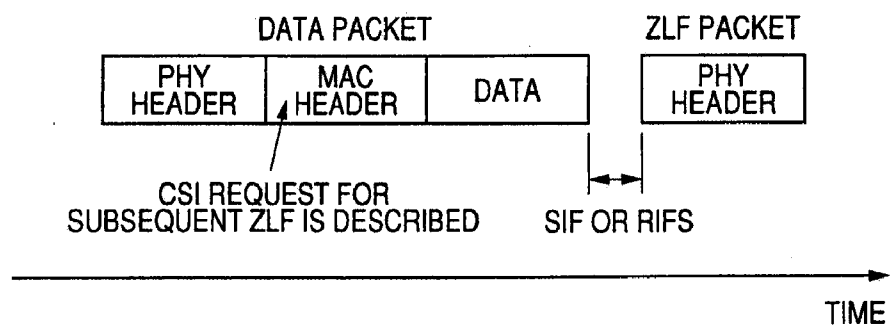 DATA PACKET
ZLF PACKET
PHY
HEADER
MAC
HEADER
DATA
PHY
HEADER
CSI REQUEST FOR
SUBSEQUENT ZLF IS DESCRIBED
SIF OR RIFS
TIME